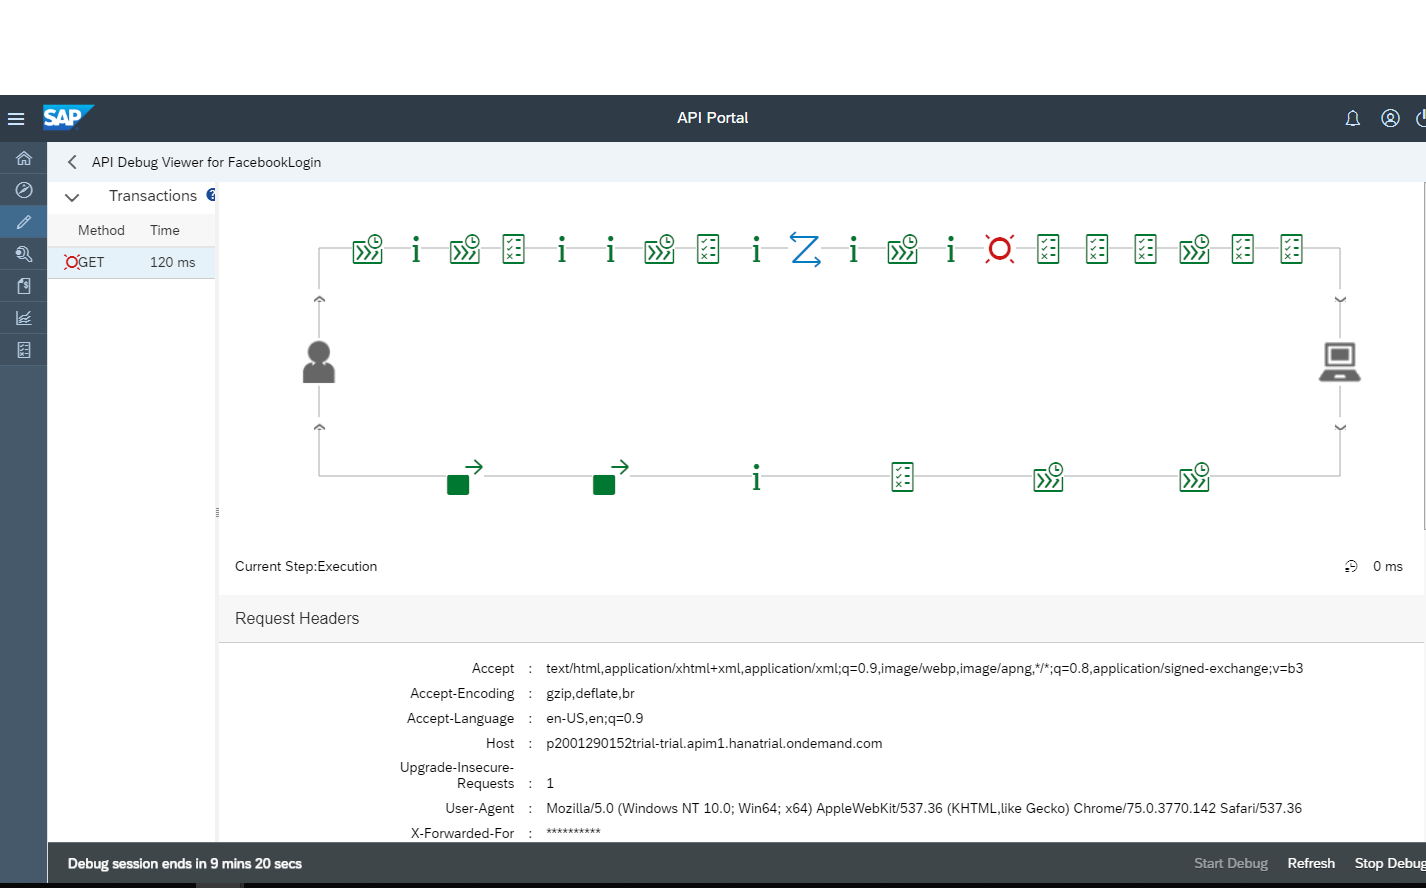 SAP
API Portal
API Debug Viewer for FacebookLogin
Transactions ?
Method Time
GET 120 ms
Current Step:Execution
0 ms
Request Headers
Accept : text/html,application/xhtml+xml,application/xml;q=0.9,image/webp,image/apng,*/*;q=0.8,application/signed-exchange;v=b3
Accept-Encoding : gzip,deflate,br
Accept-Language : en-US,en;q=0.9
Host : p2001290152trial-trial.apim1.hanatrial.ondemand.com
Upgrade-Insecure-
Requests : 1
User-Agent : Mozilla/5.0 (Windows NT 10.0; Win64; x64) AppleWebKit/537.36 (KHTML,like Gecko) Chrome/75.0.3770.142 Safari/537.36
X-Forwarded-For : **********
Debug session ends in 9 mins 20 secs
Start Debug Refresh Stop Debug